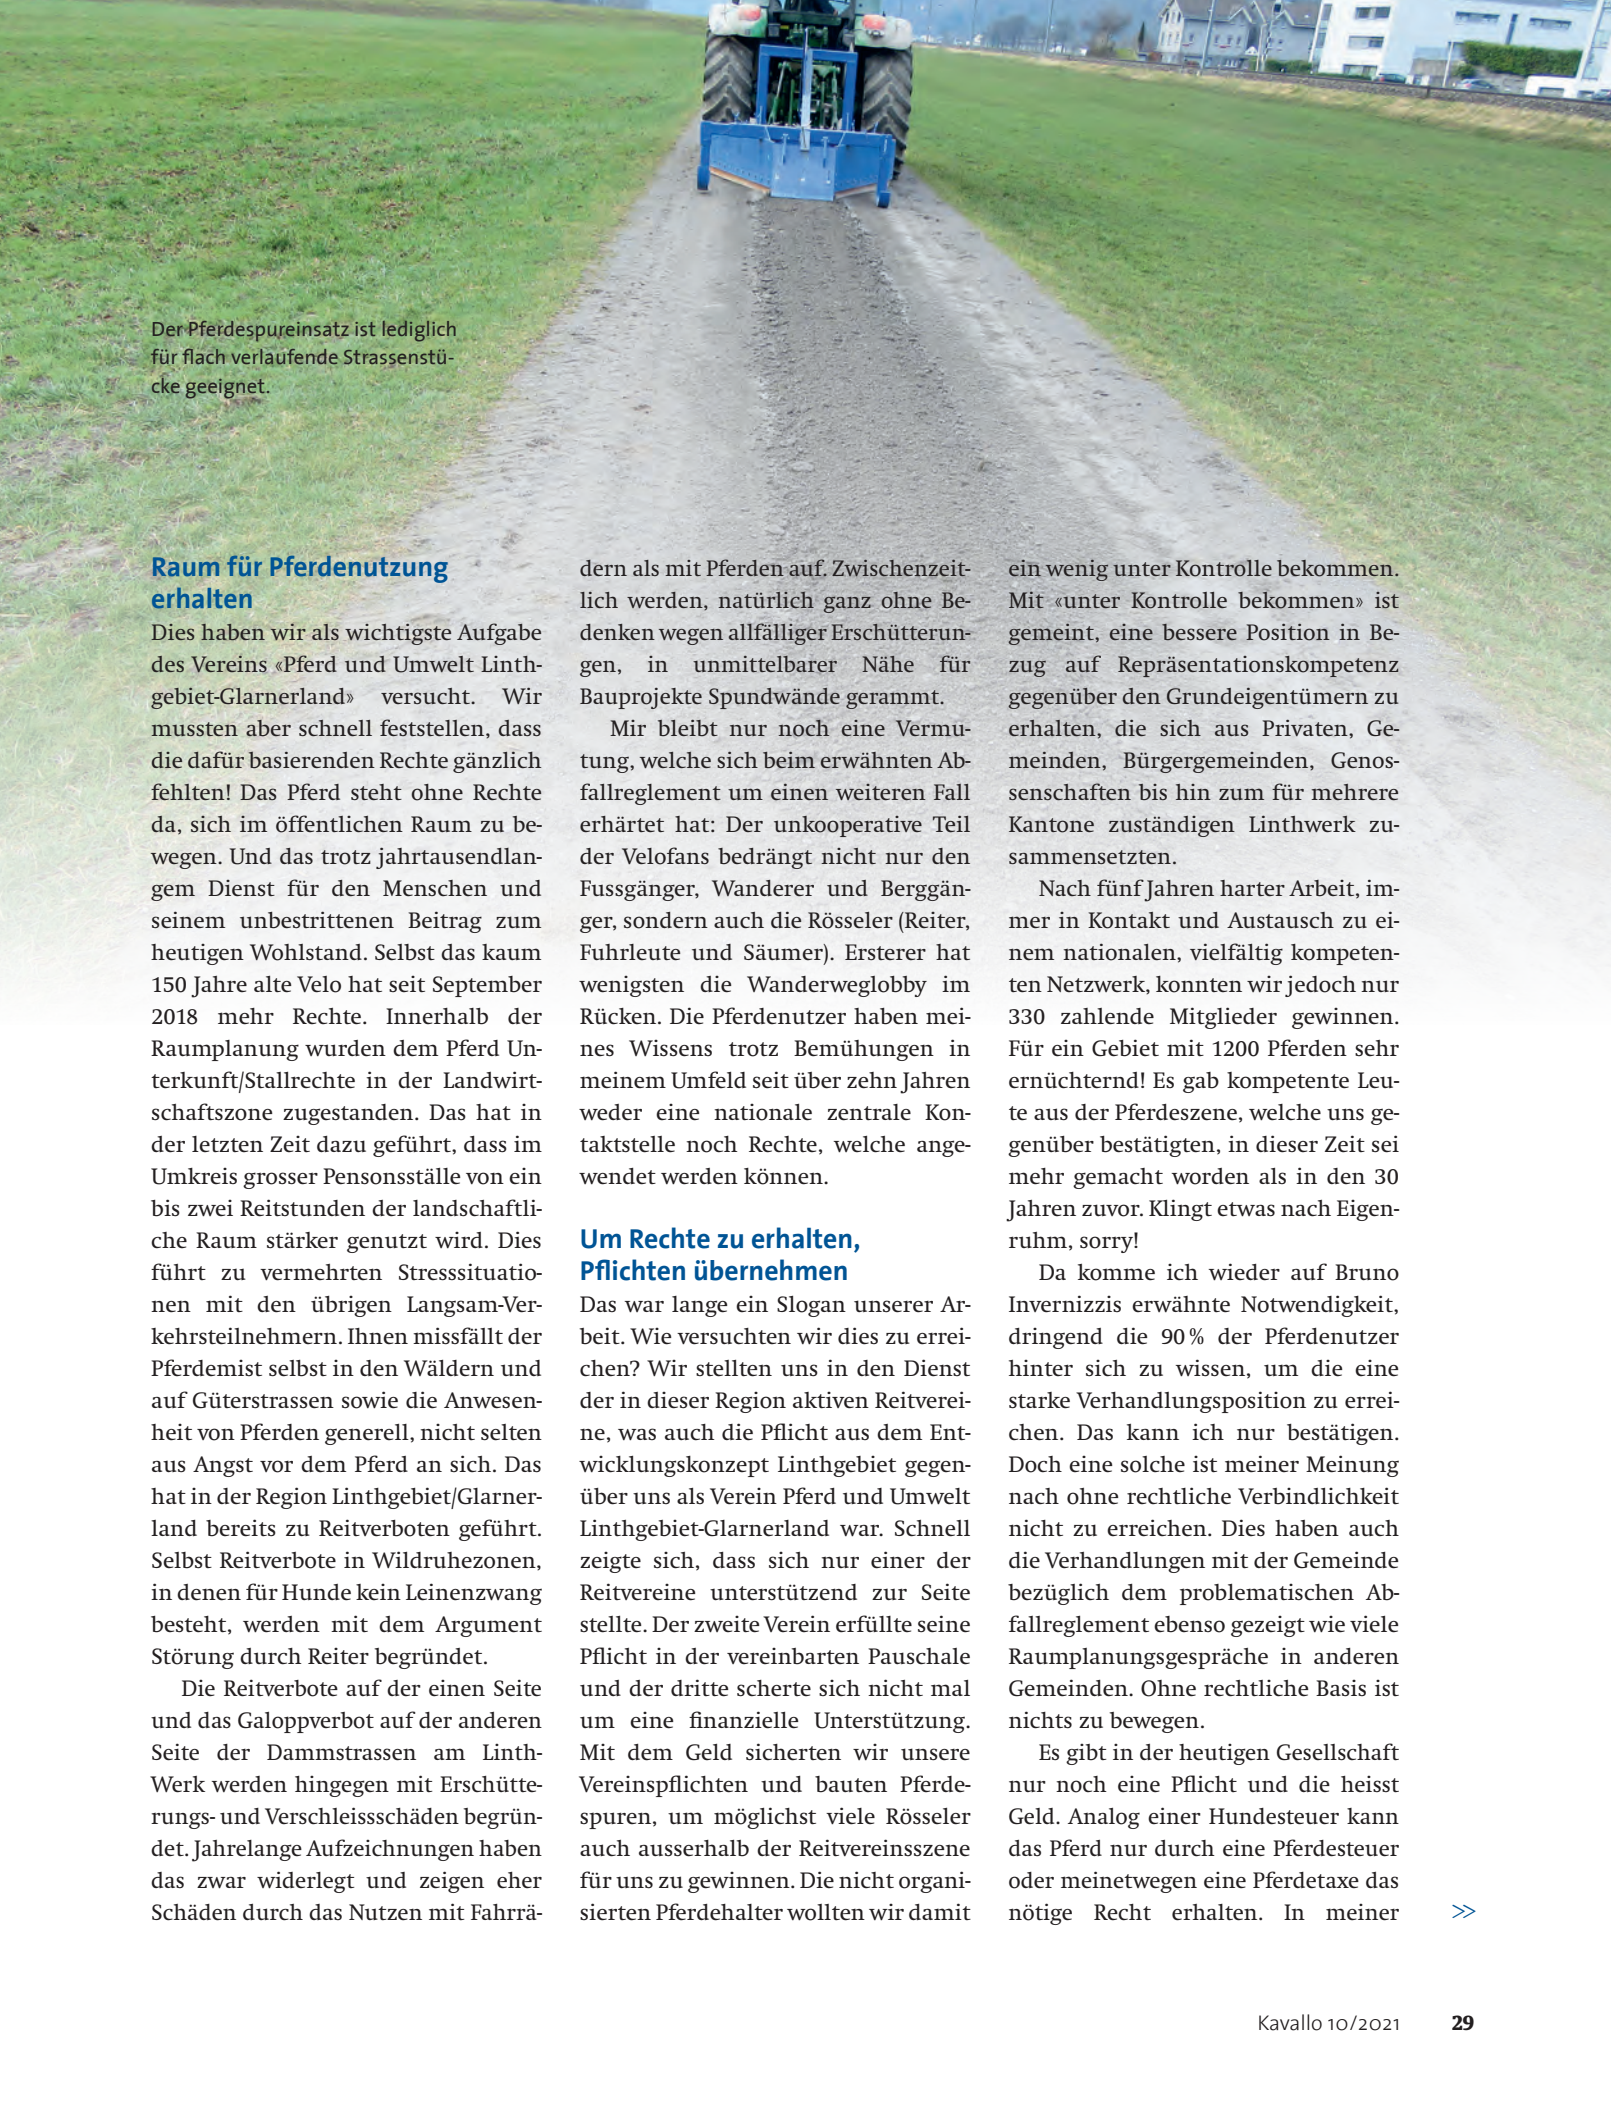 Der Pferdespureinsatz ist lediglich
für flach verlaufende Strassenstü-
cke geeignet.
Raum für Pferdenutzung
erhalten
Dies haben wir als wichtigste Aufgabe
des Vereins «Pferd und Umwelt Linth-
gebiet-Glarnerland» versucht. Wir
mussten aber schnell feststellen, dass
die dafür basierenden Rechte gänzlich
fehlten! Das Pferd steht ohne Rechte
da, sich im öffentlichen Raum zu be-
wegen. Und das trotz jahrtausendlan-
gem Dienst für den Menschen und
seinem unbestrittenen Beitrag zum
heutigen Wohlstand. Selbst das kaum
150 Jahre alte Velo hat seit September
2018 mehr Rechte. Innerhalb der
Raumplanung wurden dem Pferd Un-
terkunft/Stallrechte in der Landwirt-
schaftszone zugestanden. Das hat in
der letzten Zeit dazu geführt, dass im
Umkreis grosser Pensonsställe von ein
bis zwei Reitstunden der landschaftli-
che Raum stärker genutzt wird. Dies
führt zu vermehrten Stresssituatio-
nen mit den übrigen Langsam-Ver-
kehrsteilnehmern. Ihnen missfällt der
Pferdemist selbst in den Wäldern und
auf Güterstrassen sowie die Anwesen-
heit von Pferden generell, nicht selten
aus Angst vor dem Pferd an sich. Das
hat in der Region Linthgebiet/Glarner-
land bereits zu Reitverboten geführt.
Selbst Reitverbote in Wildruhezonen,
in denen für Hunde kein Leinenzwang
besteht, werden mit dem Argument
Störung durch Reiter begründet.
Die Reitverbote auf der einen Seite
und das Galoppverbot auf der anderen
Seite der Dammstrassen am Linth-
Werk werden hingegen mit Erschütte-
rungs- und Verschleissschäden begrün-
det. Jahrelange Aufzeichnungen haben
das zwar widerlegt und zeigen eher
Schäden durch das Nutzen mit Fahrrä-
dern als mit Pferden auf. Zwischenzeit-
lich werden, natürlich ganz ohne Be-
denken wegen allfälliger Erschütterun-
gen, in unmittelbarer Nähe für
Bauprojekte Spundwände gerammt.
Mir bleibt nur noch eine Vermu-
tung, welche sich beim erwähnten Ab-
fallreglement um einen weiteren Fall
erhärtet hat: Der unkooperative Teil
der Velofans bedrängt nicht nur den
Fussgänger, Wanderer und Berggän-
ger, sondern auch die Rösseler (Reiter,
Fuhrleute und Säumer). Ersterer hat
wenigsten die Wanderweglobby im
Rücken. Die Pferdenutzer haben mei-
nes Wissens trotz Bemühungen in
meinem Umfeld seit über zehn Jahren
weder eine nationale zentrale Kon-
taktstelle noch Rechte, welche ange-
wendet werden können.
Um Rechte zu erhalten,
Pflichten übernehmen
Das war lange ein Slogan unserer Ar-
beit. Wie versuchten wir dies zu errei-
chen? Wir stellten uns in den Dienst
der in dieser Region aktiven Reitverei-
ne, was auch die Pflicht aus dem Ent-
wicklungskonzept Linthgebiet gegen-
über uns als Verein Pferd und Umwelt
Linthgebiet-Glarnerland war. Schnell
zeigte sich, dass sich nur einer der
Reitvereine unterstützend zur Seite
stellte. Der zweite Verein erfüllte seine
Pflicht in der vereinbarten Pauschale
und der dritte scherte sich nicht mal
um eine finanzielle Unterstützung.
Mit dem Geld sicherten wir unsere
Vereinspflichten und bauten Pferde-
spuren, um möglichst viele Rösseler
auch ausserhalb der Reitvereinsszene
für uns zu gewinnen. Die nicht organi-
sierten Pferdehalter wollten wir damit
ein wenig unter Kontrolle bekommen.
Mit «unter Kontrolle bekommen» ist
gemeint, eine bessere Position in Be-
zug auf Repräsentationskompetenz
gegenüber den Grundeigentümern zu
erhalten, die sich aus Privaten, Ge-
meinden, Bürgergemeinden, Genos-
senschaften bis hin zum für mehrere
Kantone zuständigen Linthwerk zu-
sammensetzten.
Nach fünf Jahren harter Arbeit, im-
mer in Kontakt und Austausch zu ei-
nem nationalen, vielfältig kompeten-
ten Netzwerk, konnten wir jedoch nur
330 zahlende Mitglieder gewinnen.
Für ein Gebiet mit 1200 Pferden sehr
ernüchternd! Es gab kompetente Leu-
te aus der Pferdeszene, welche uns ge-
genüber bestätigten, in dieser Zeit sei
mehr gemacht worden als in den 30
Jahren zuvor. Klingt etwas nach Eigen-
ruhm, sorry!
Da komme ich wieder auf Bruno
Invernizzis erwähnte Notwendigkeit,
dringend die 90 % der Pferdenutzer
hinter sich zu wissen, um die eine
starke Verhandlungsposition zu errei-
chen. Das kann ich nur bestätigen.
Doch eine solche ist meiner Meinung
nach ohne rechtliche Verbindlichkeit
nicht zu erreichen. Dies haben auch
die Verhandlungen mit der Gemeinde
bezüglich dem problematischen Ab-
fallreglement ebenso gezeigt wie viele
Raumplanungsgespräche in anderen
Gemeinden. Ohne rechtliche Basis ist
nichts zu bewegen.
Es gibt in der heutigen Gesellschaft
nur noch eine Pflicht und die heisst
Geld. Analog einer Hundesteuer kann
das Pferd nur durch eine Pferdesteuer
oder meinetwegen eine Pferdetaxe das
nötige Recht erhalten. In meiner
>>
Kavallo 10/2021 29